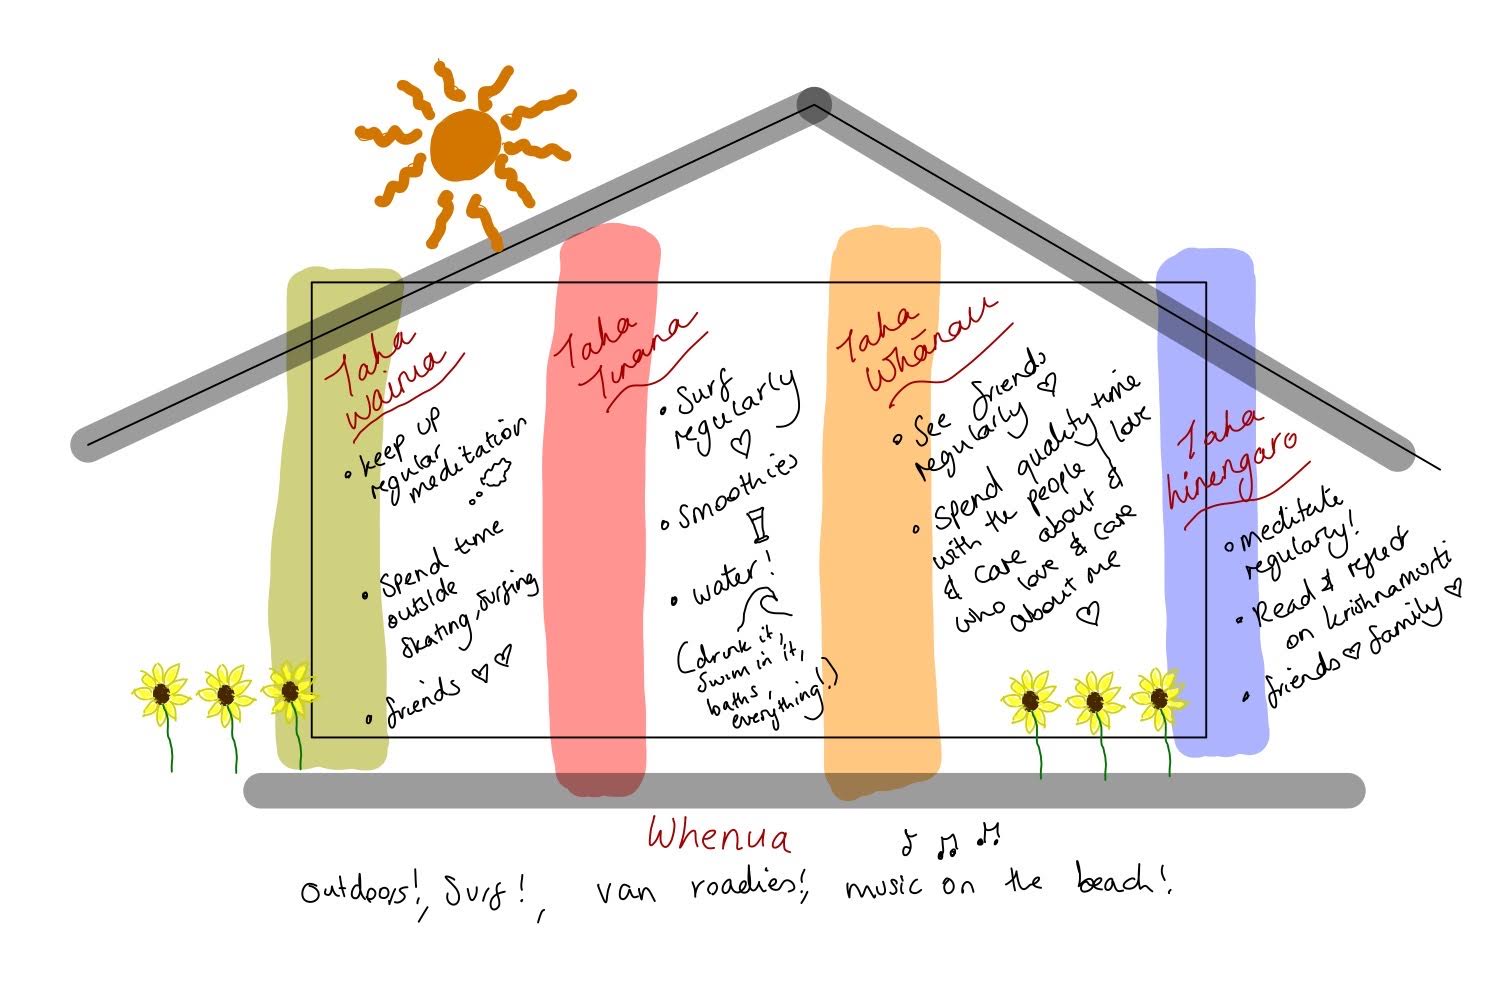 Taha
wairua
• keep up
regular
meditation
• Spend time
outside
skating, surfing
• friends
Taha
Tinana
• Surf
regularly
• Smoothies
• water!
(drink it,
swim in it,
baths,
everything!)
Taha
Whānau
• See friends
regularly
• Spend quality time
with the people I love
& care about &
who love & care
about me
Taha
hinengaro
• meditate
regularly!
• Read & reflect
on krishnamorti
• friends family
Whenua
outdoors!, surf!, van roadies!, music on the beach!